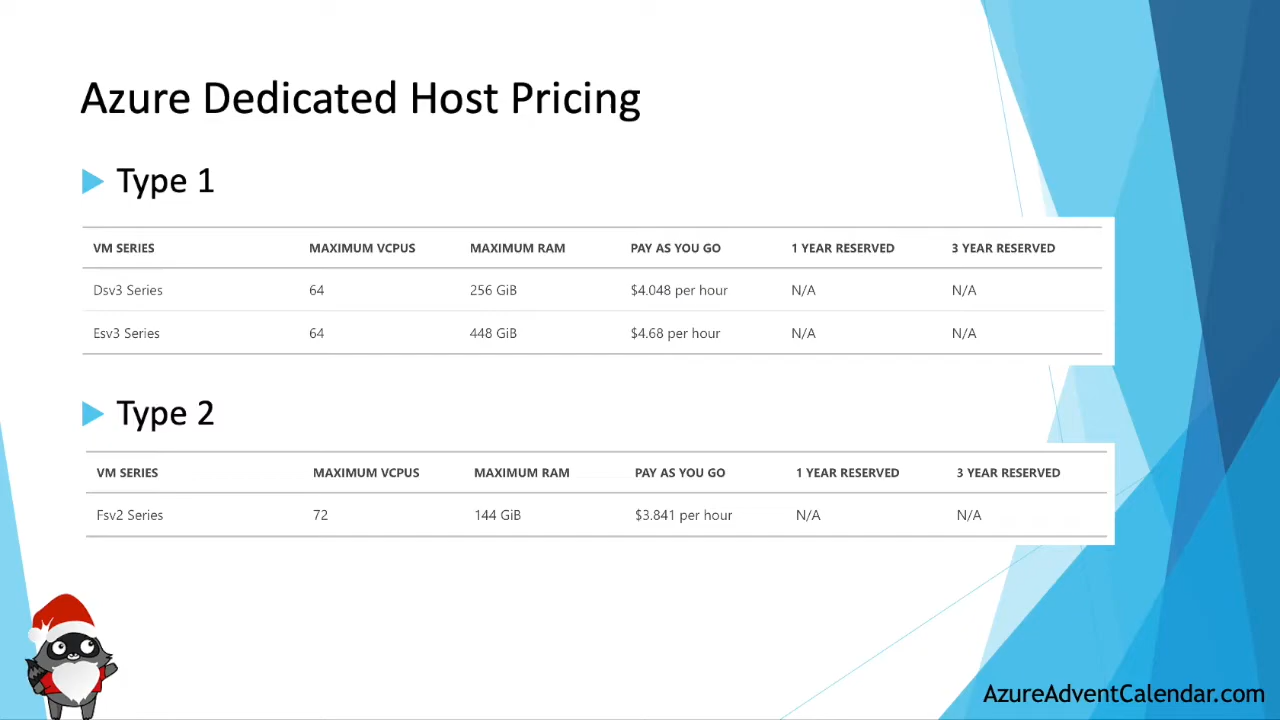 Azure Dedicated Host Pricing
Type 1
VM SERIES MAXIMUM VCPUS MAXIMUM RAM PAY AS YOU GO 1 YEAR RESERVED 3 YEAR RESERVED
Dsv3 Series 64 256 GiB $4.048 per hour N/A N/A
Esv3 Series 64 448 GiB $4.68 per hour N/A N/A
Type 2
VM SERIES MAXIMUM VCPUS MAXIMUM RAM PAY AS YOU GO 1 YEAR RESERVED 3 YEAR RESERVED
Fsv2 Series 72 144 GiB $3.841 per hour N/A N/A
AzureAdventCalendar.com